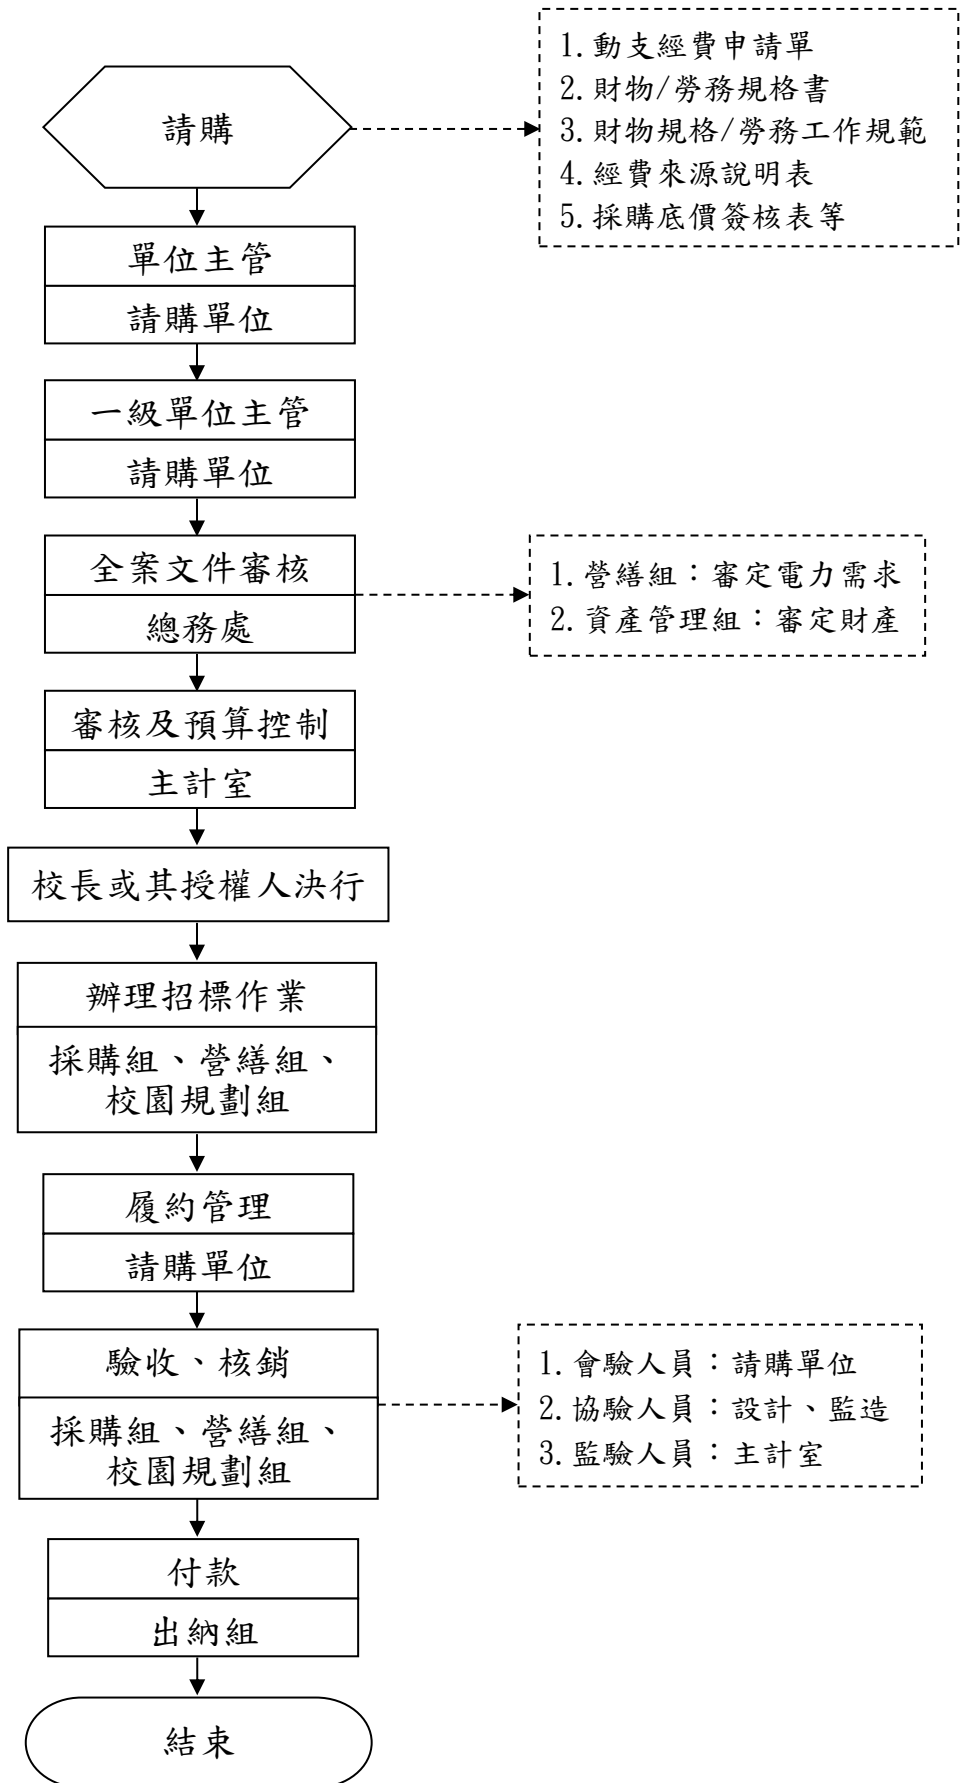 請購
1.動支經費申請單
2.財物/勞務規格書
3.財物規格/勞務工作規範
4.經費來源說明表
5.採購底價簽核表等
單位主管
請購單位
一級單位主管
請購單位
全案文件審核
總務處
1.營繕組：審定電力需求
2.資產管理組：審定財產
審核及預算控制
主計室
校長或其授權人決行
辦理招標作業
採購組、營繕組、
校園規劃組
履約管理
請購單位
驗收、核銷
採購組、營繕組、
校園規劃組
1.會驗人員：請購單位
2.協驗人員：設計、監造
3.監驗人員：主計室
付款
出納組
結束